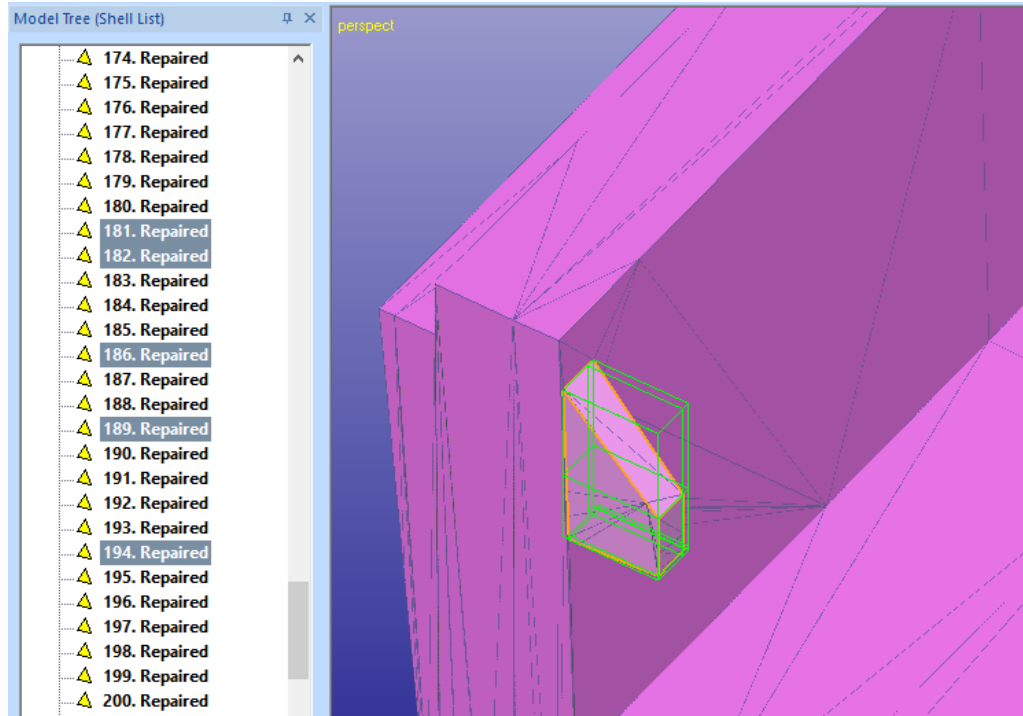 Model Tree (Shell List)
174. Repaired
175. Repaired
176. Repaired
177. Repaired
178. Repaired
179. Repaired
180. Repaired
181. Repaired
182. Repaired
183. Repaired
184. Repaired
185. Repaired
186. Repaired
187. Repaired
188. Repaired
189. Repaired
190. Repaired
191. Repaired
192. Repaired
193. Repaired
194. Repaired
195. Repaired
196. Repaired
197. Repaired
198. Repaired
199. Repaired
200. Repaired
perspect